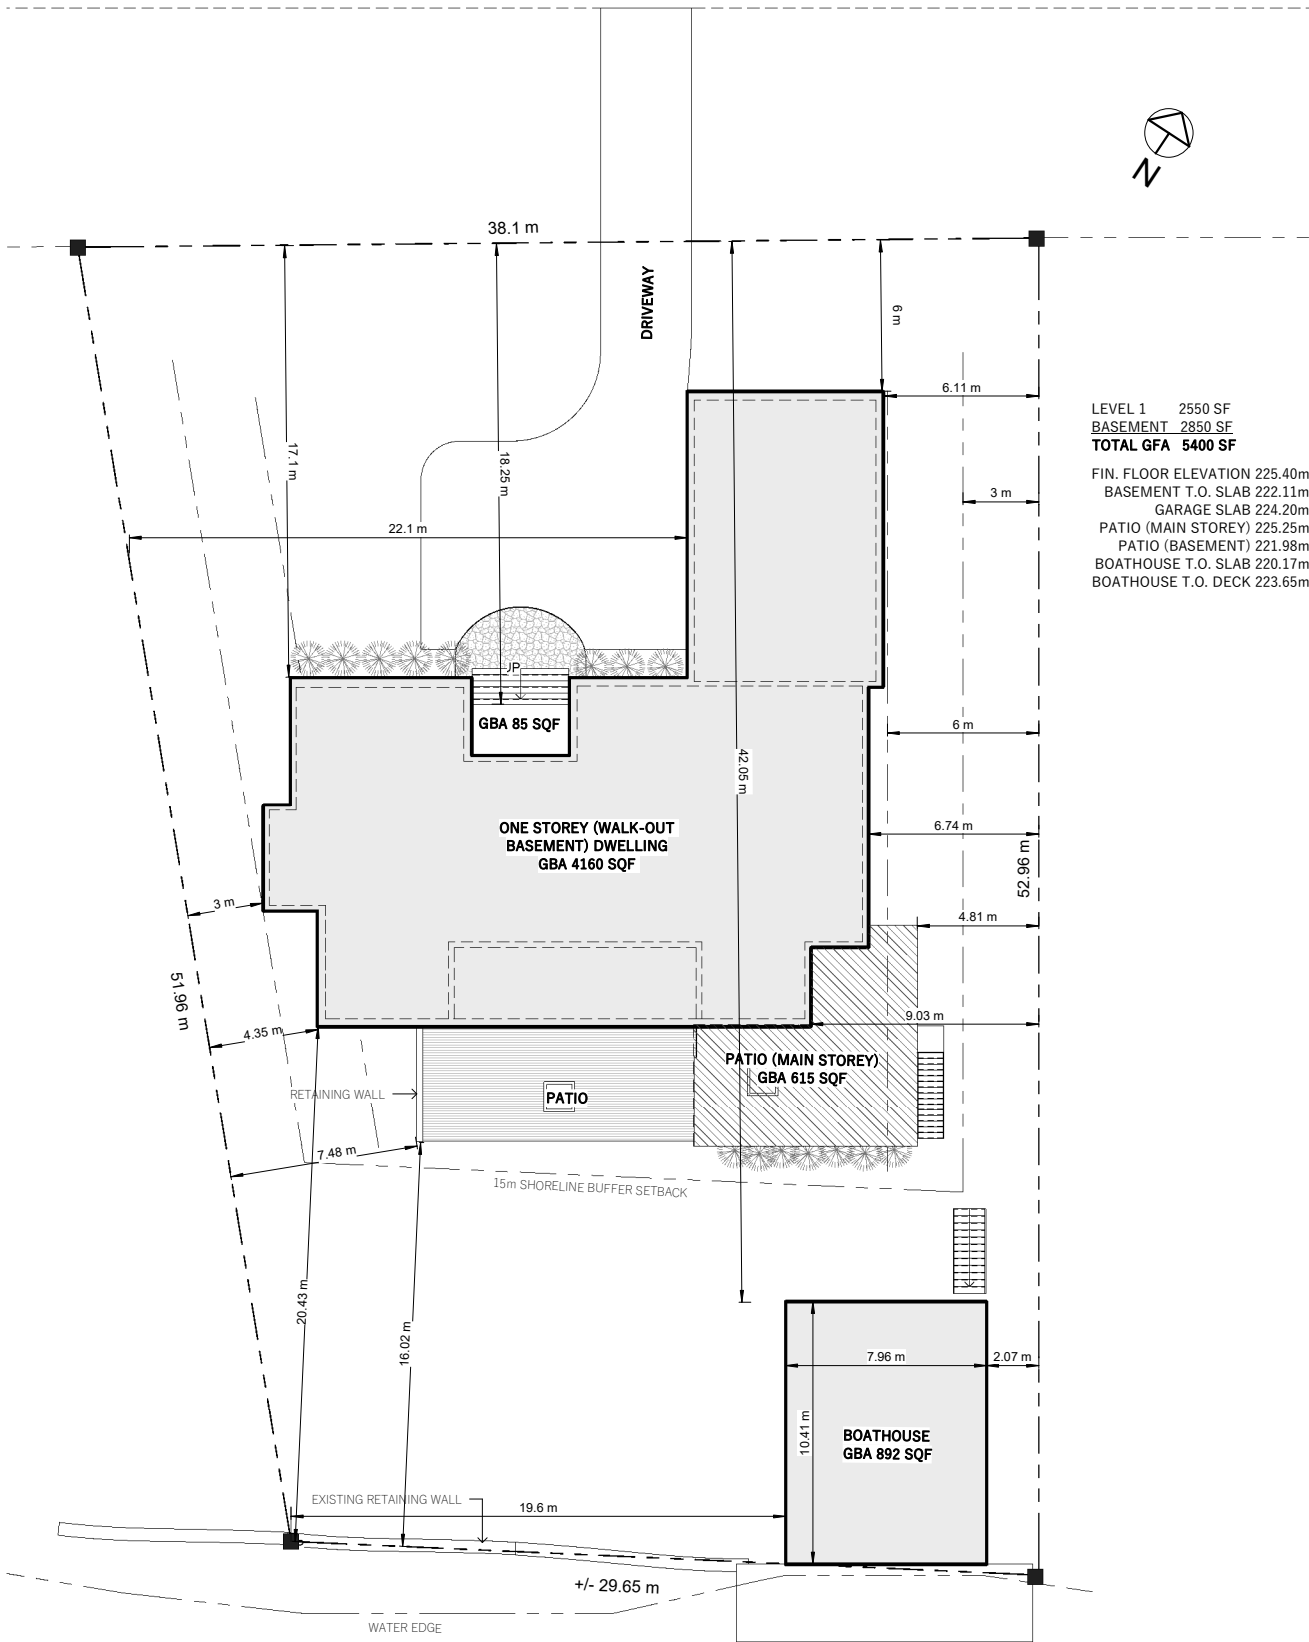 N
38.1 m
DRIVEWAY
6 m
6.11 m
LEVEL 1 2550 SF
BASEMENT 2850 SF
TOTAL GFA 5400 SF
17.1 m
18.25 m
3 m
FIN. FLOOR ELEVATION 225.40m
BASEMENT T.O. SLAB 222.11m
GARAGE SLAB 224.20m
PATIO (MAIN STOREY) 225.25m
PATIO (BASEMENT) 221.98m
BOATHOUSE T.O. SLAB 220.17m
BOATHOUSE T.O. DECK 223.65m
22.1 m
UP
GBA 85 SQF
6 m
42.05 m
ONE STOREY (WALK-OUT
BASEMENT) DWELLING
GBA 4160 SQF
6.74 m
52.96 m
3 m
4.81 m
51.96 m
4.35 m
9.03 m
PATIO (MAIN STOREY)
GBA 615 SQF
RETAINING WALL
PATIO
7.48 m
15m SHORELINE BUFFER SETBACK
20.43 m
16.02 m
7.96 m
2.07 m
10.41 m
BOATHOUSE
GBA 892 SQF
EXISTING RETAINING WALL
19.6 m
+/- 29.65 m
WATER EDGE